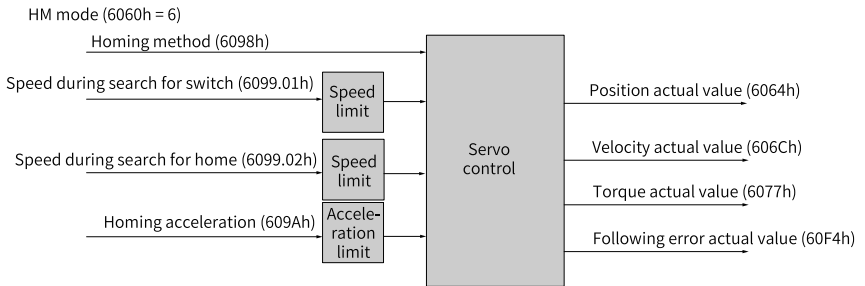 HM mode (6060h = 6)
Homing method (6098h)
Speed during search for switch (6099.01h)
Speed
limit
Position actual value (6064h)
Speed during search for home (6099.02h)
Speed
limit
Servo
control
Velocity actual value (606Ch)
Torque actual value (6077h)
Homing acceleration (609Ah)
Accele-
ration
limit
Following error actual value (60F4h)